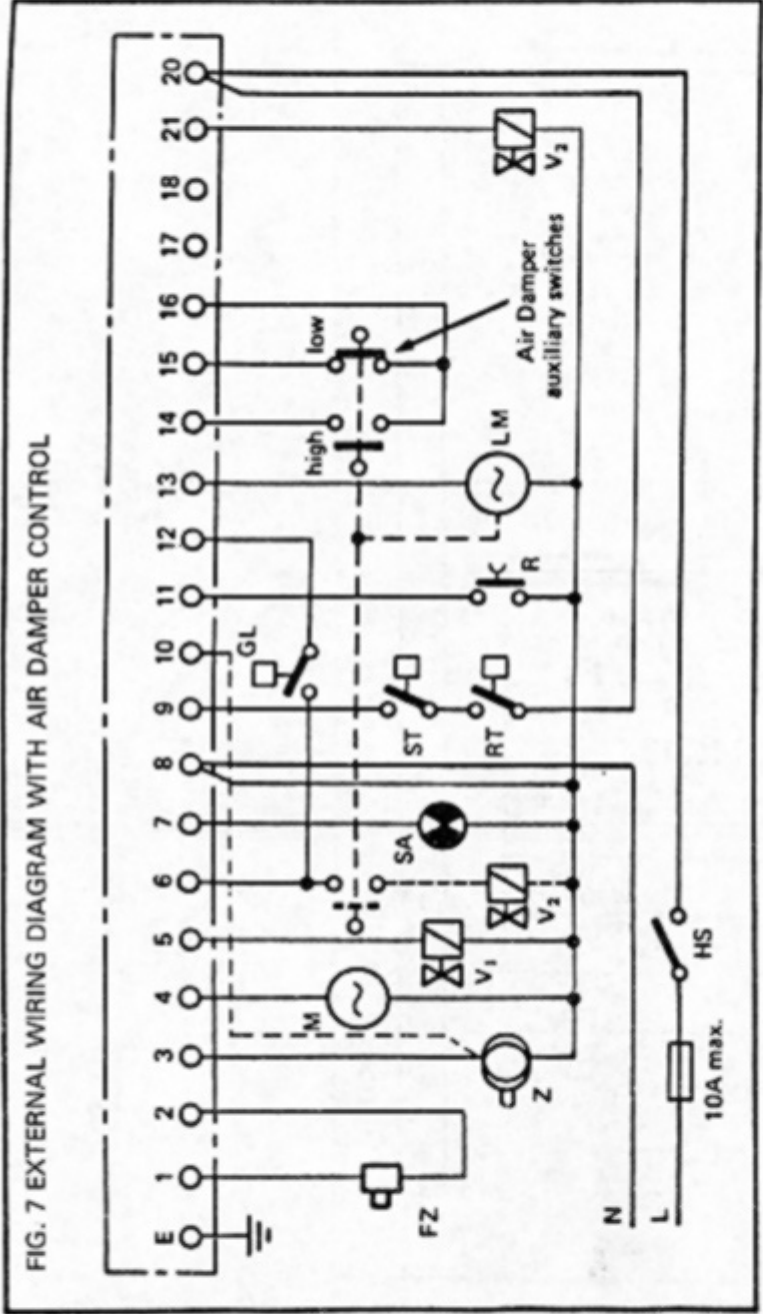 FIG. 7 EXTERNAL WIRING DIAGRAM WITH AIR DAMPER CONTROL
E 1 2 3 4 5 6 7 8 9 10 11 12 13 14 15 16 17 18 21 20
GL
high
low
FZ
M
Z
V₁
V₂
SA
ST
RT
R
LM
Air Damper
auxiliary switches
V₂
N
L
10A max.
HS